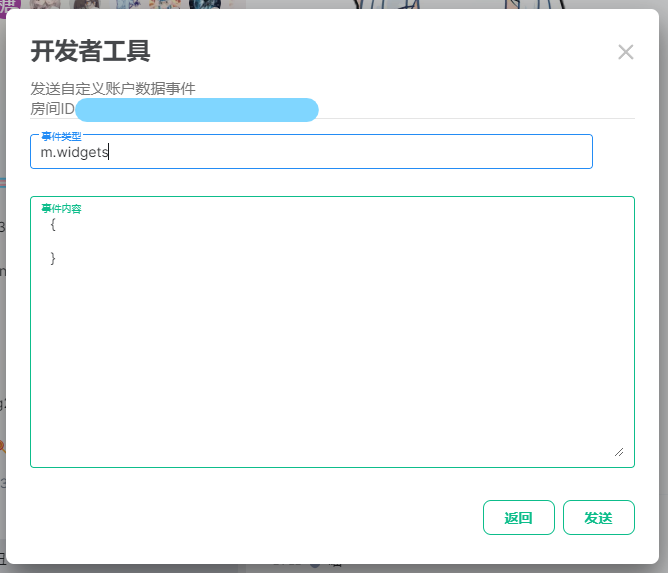 开发者工具
发送自定义账户数据事件
房间ID
事件类型
m.widgets
事件内容
{
}
返回
发送